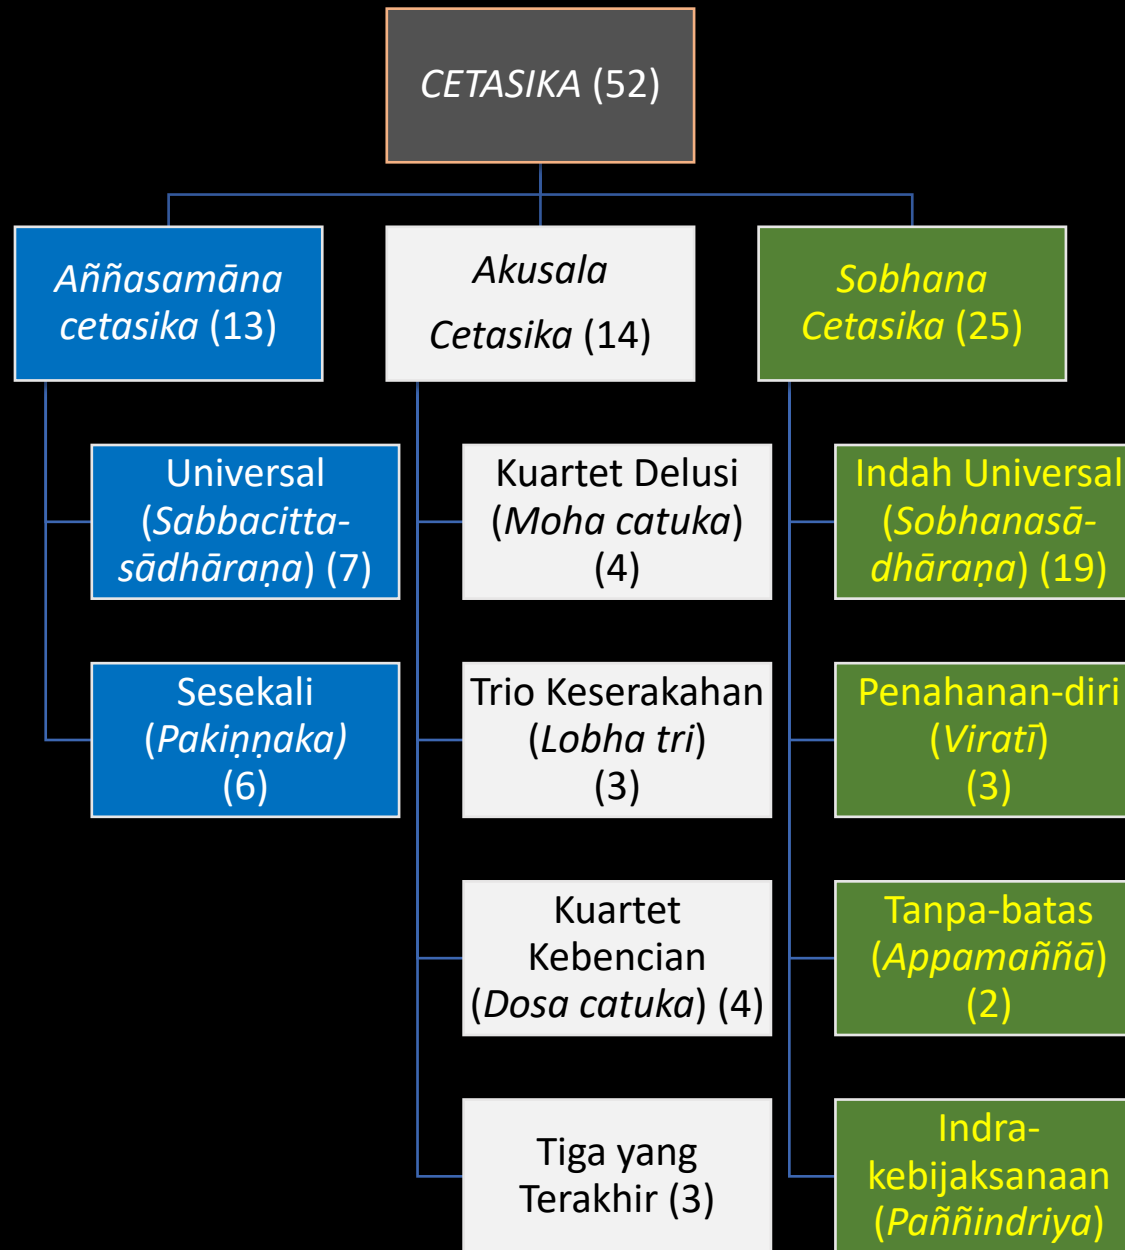 CETASIKA (52)
Aññasamāna
cetasika (13)
Akusala
Cetasika (14)
Sobhana
Cetasika (25)
Universal
(Sabbacitta-
sādhāraṇa) (7)
Sesekali
(Pakiṇṇaka)
(6)
Kuartet Delusi
(Moha catuka)
(4)
Trio Keserakahan
(Lobha tri)
(3)
Kuartet
Kebencian
(Dosa catuka) (4)
Tiga yang
Terakhir (3)
Indah Universal
(Sobhanasā-
dhāraṇa) (19)
Penahanan-diri
(Viratī)
(3)
Tanpa-batas
(Appamaññā)
(2)
Indra-
kebijaksanaan
(Paññindriya)